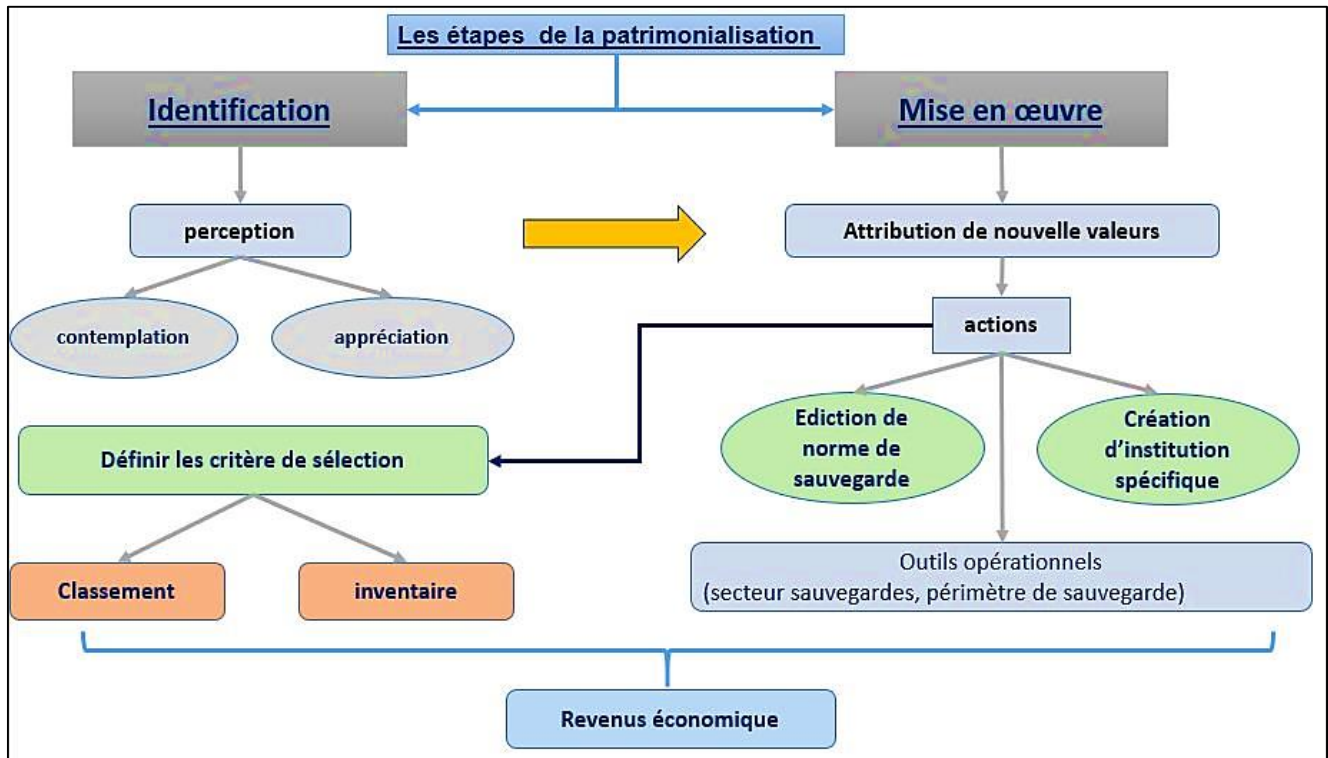 Les étapes de la patrimonialisation
Identification
Mise en œuvre
perception
Attribution de nouvelle valeurs
contemplation
appréciation
actions
Ediction de
norme de
sauvegarde
Création
d'institution
spécifique
Définir les critère de sélection
Classement
inventaire
Outils opérationnels
(secteur sauvegardes, périmètre de sauvegarde)
Revenus économique